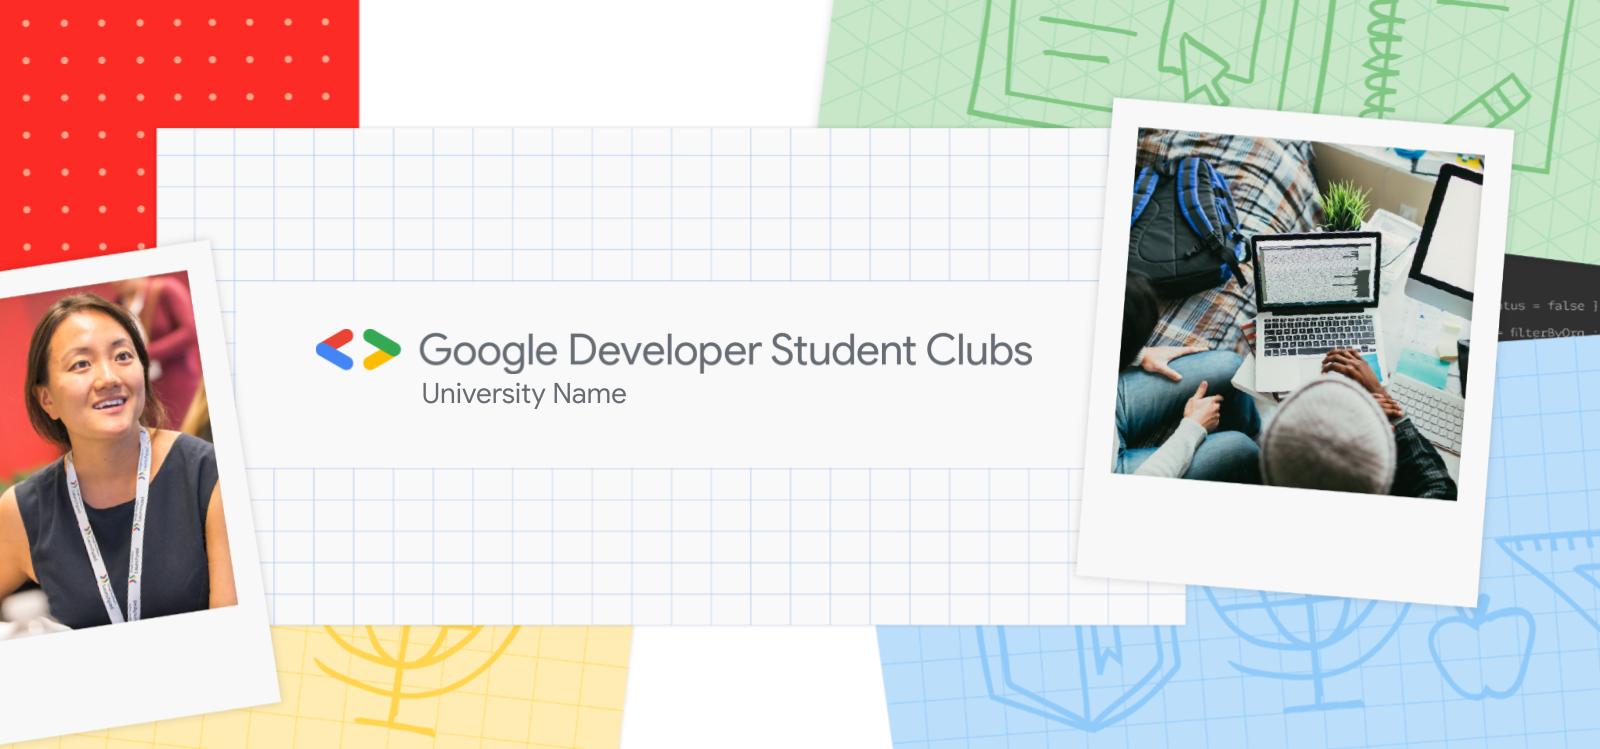 Google Developer Student Clubs
University Name
tus = false ]
= filterByOrg